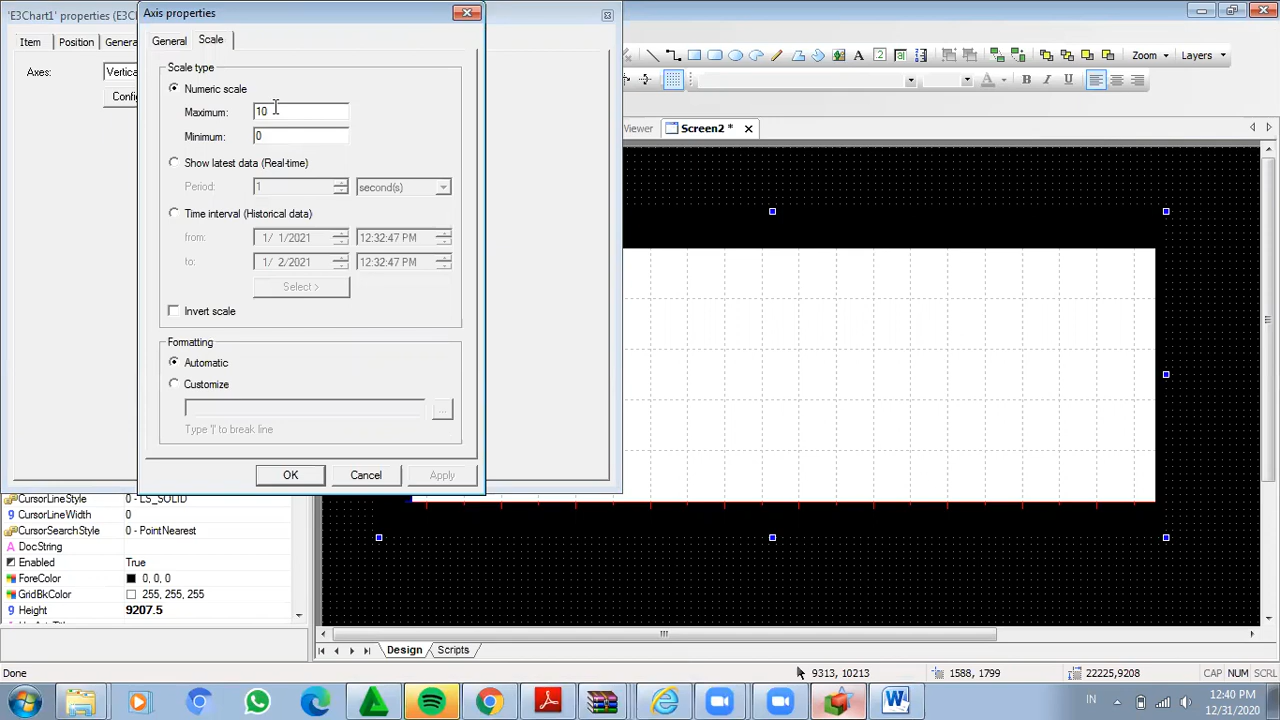 'E3Chart1' properties (E3C
Axis properties
Item
Position
Genera
General
Scale
Axes:
Vertica
Config
Scale type
Numeric scale
Maximum:
10
Minimum:
0
Show latest data (Real-time)
Period:
1
second(s)
Time interval (Historical data)
from:
1/ 1/2021
12:32:47 PM
to:
1/ 2/2021
12:32:47 PM
Select >
Invert scale
Formatting
Automatic
Customize
...
Type '|' to break line
OK
Cancel
Apply
Zoom
Layers
A
B
I
U
Viewer
Screen2 *
CursorLineStyle
0 - LS_SOLID
CursorLineWidth
0
CursorSearchStyle
0 - PointNearest
DocString
Enabled
True
ForeColor
0, 0, 0
GridBkColor
255, 255, 255
Height
9207.5
Design
Scripts
Done
9313, 10213
1588, 1799
22225,9208
CAP
NUM
SCRL
IN
12:40 PM
12/31/2020